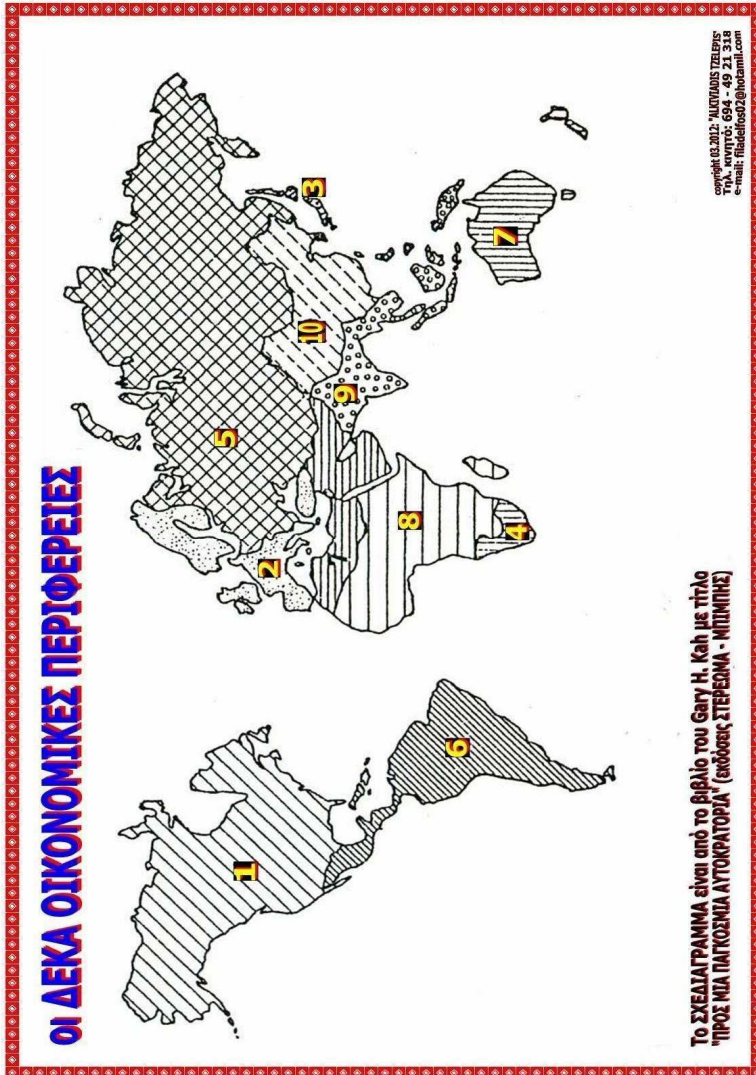 οι ΔΕΚΑ ΟΙΚΟΝΟΜΙΚΕΣ ΠΕΡΙΦΕΡΕΙΕΣ
1
2
3
4
5
6
7
8
9
10
Το ΣΧΕΔΙΑΓΡΑΜΜΑ είναι από το βιβλίο του Gary H. Kah με τίτλο
"ΠΡΟΣ ΜΙΑ ΠΑΓΚΟΣΜΙΑ ΑΥΤΟΚΡΑΤΟΡΙΑ" (εκδόσεις ΣΤΕΡΕΩΜΑ - ΜΠΙΜΠΗΣ)
copyright 03.2012: "ALKIVIADIS TZELEPIS"
Τηλ. κινητό: 694 - 49 21 318
e-mail: filadelfos02@hotamil.com